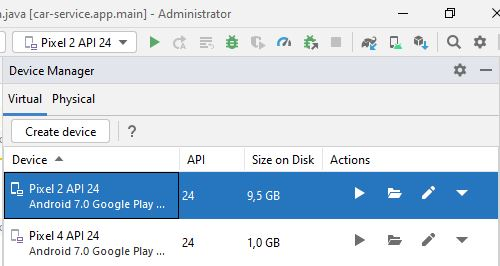 .java [car-service.app.main] - Administrator
Pixel 2 API 24
Device Manager
Virtual Physical
Create device ?
Device API Size on Disk Actions
Pixel 2 API 24
Android 7.0 Google Play ... 24 9,5 GB
Pixel 4 API 24
Android 7.0 Google Play ... 24 1,0 GB